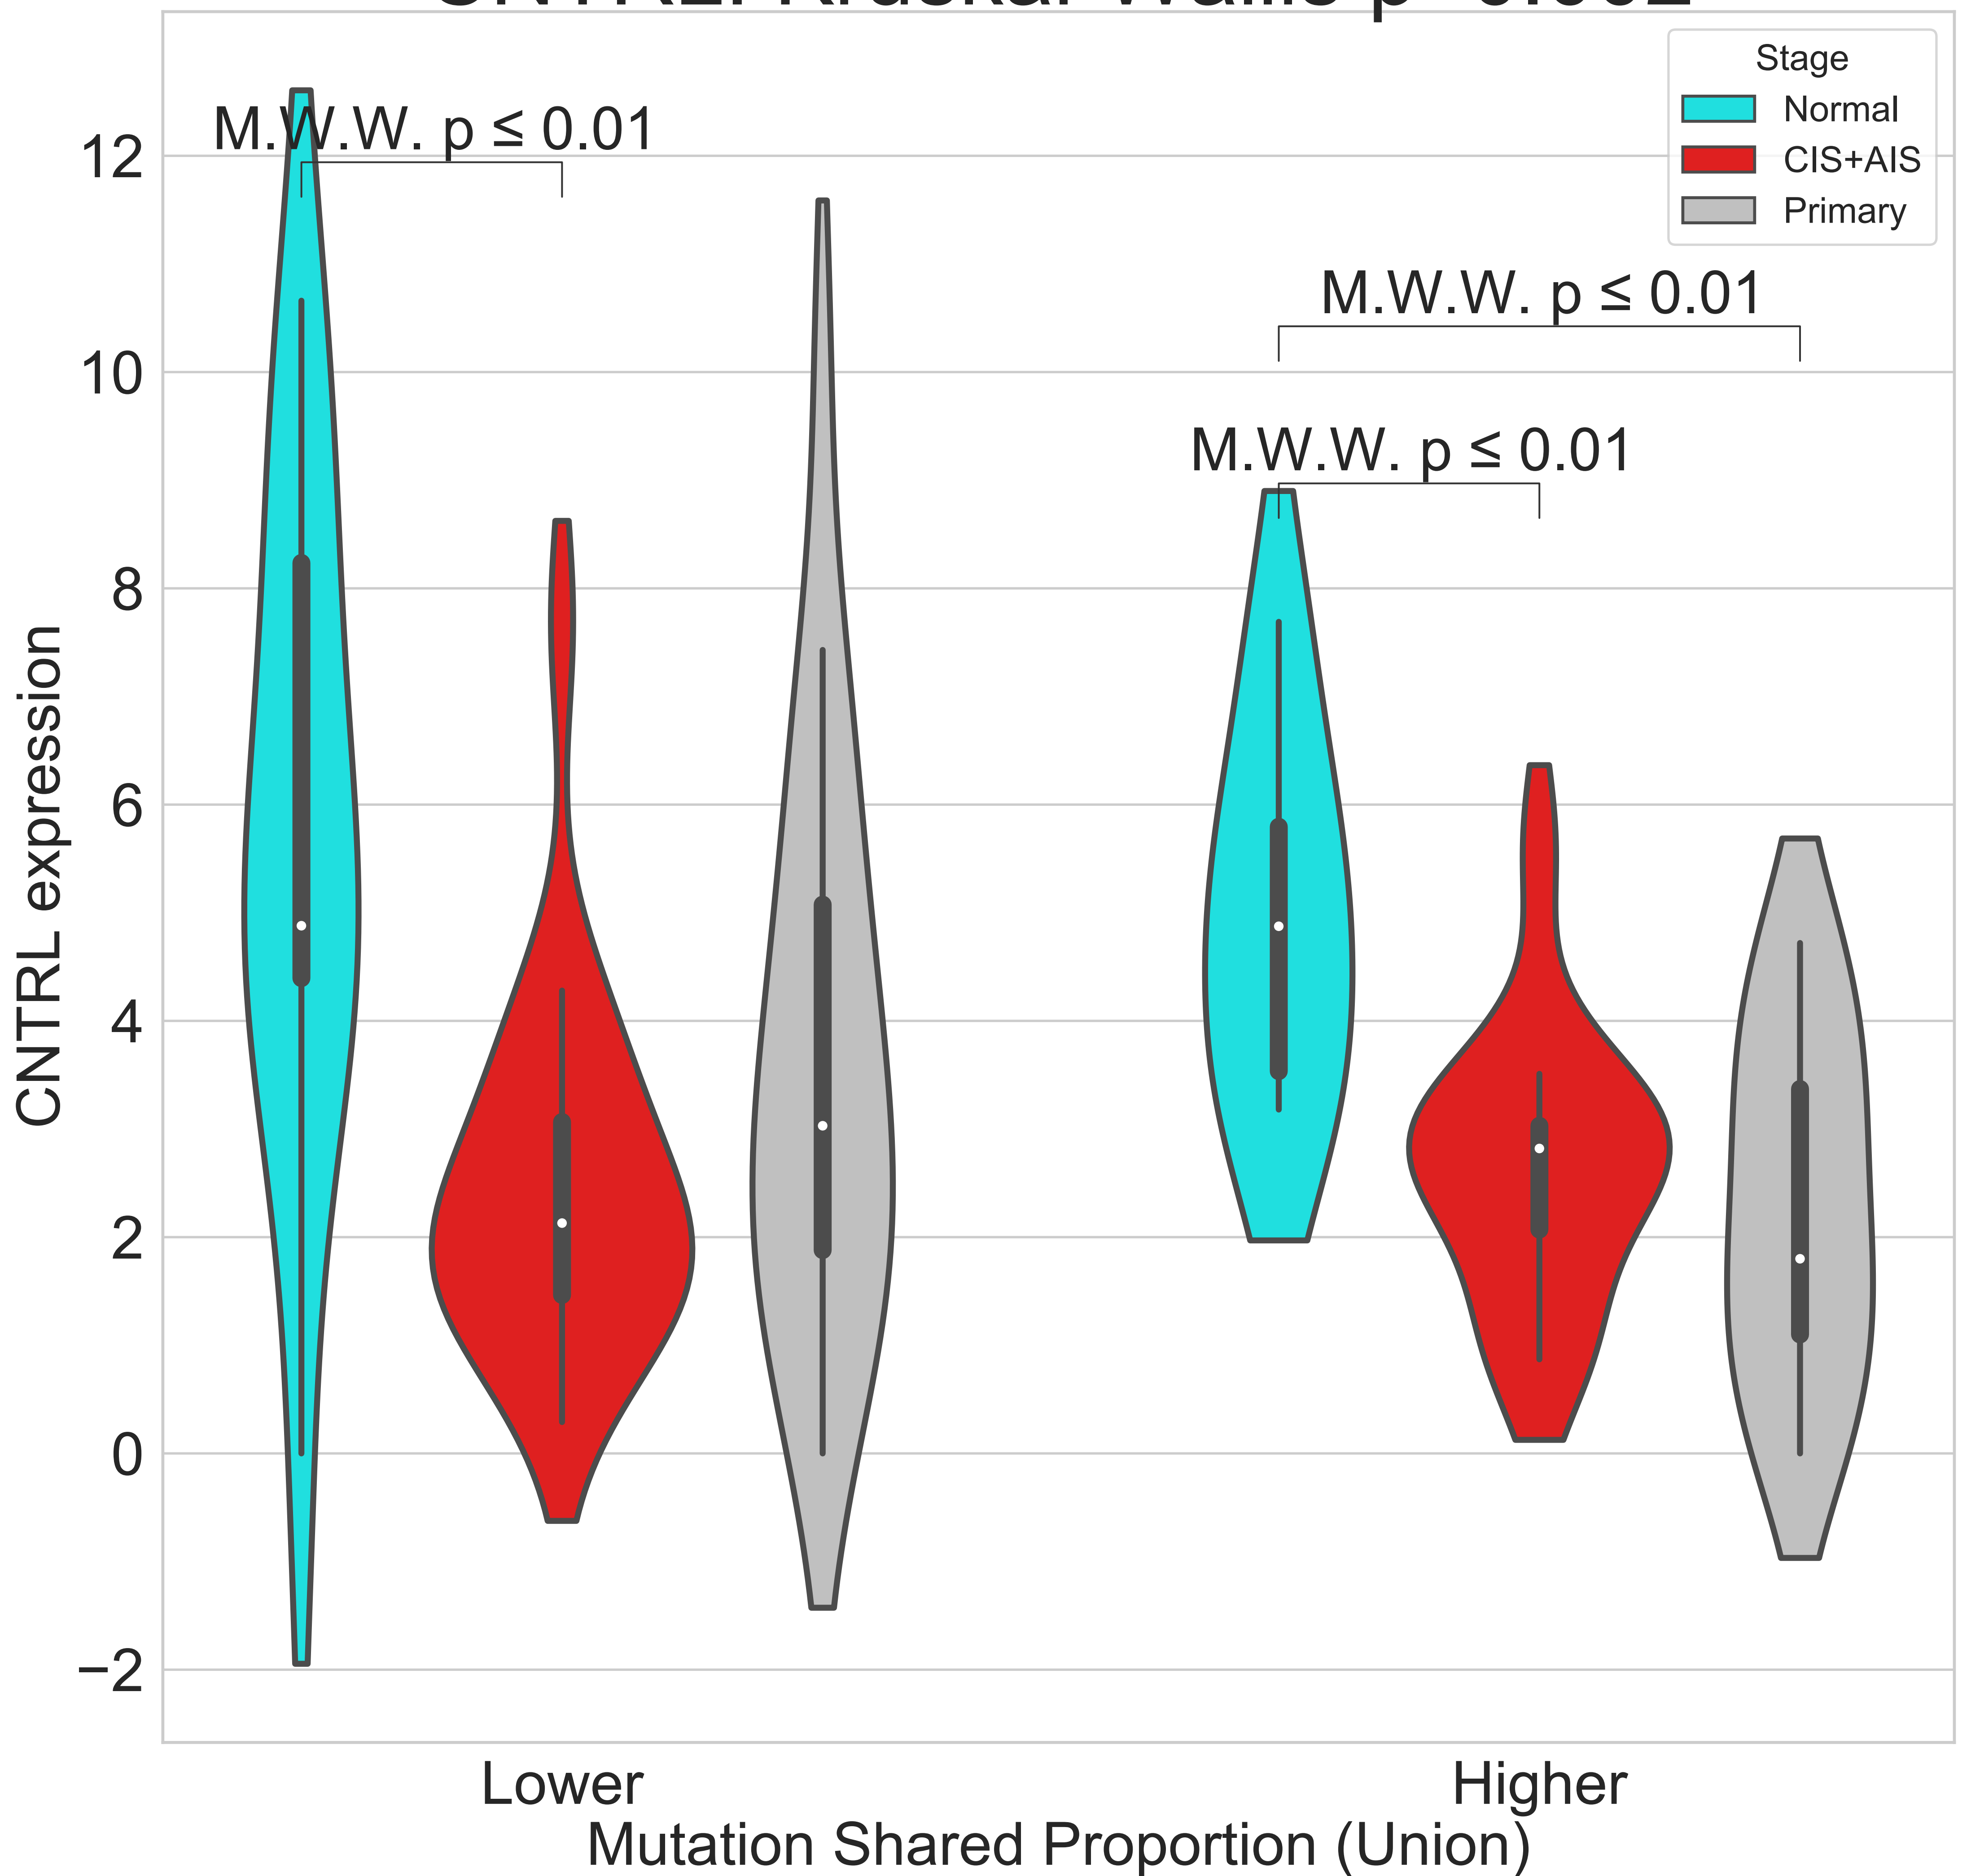 Stage
Normal
CIS+AIS
Primary
M.W.W. p ≤ 0.01
M.W.W. p ≤ 0.01
M.W.W. p ≤ 0.01
12
10
8
6
4
2
0
−2
CNTRL expression
Lower
Higher
Mutation Shared Proportion (Union)